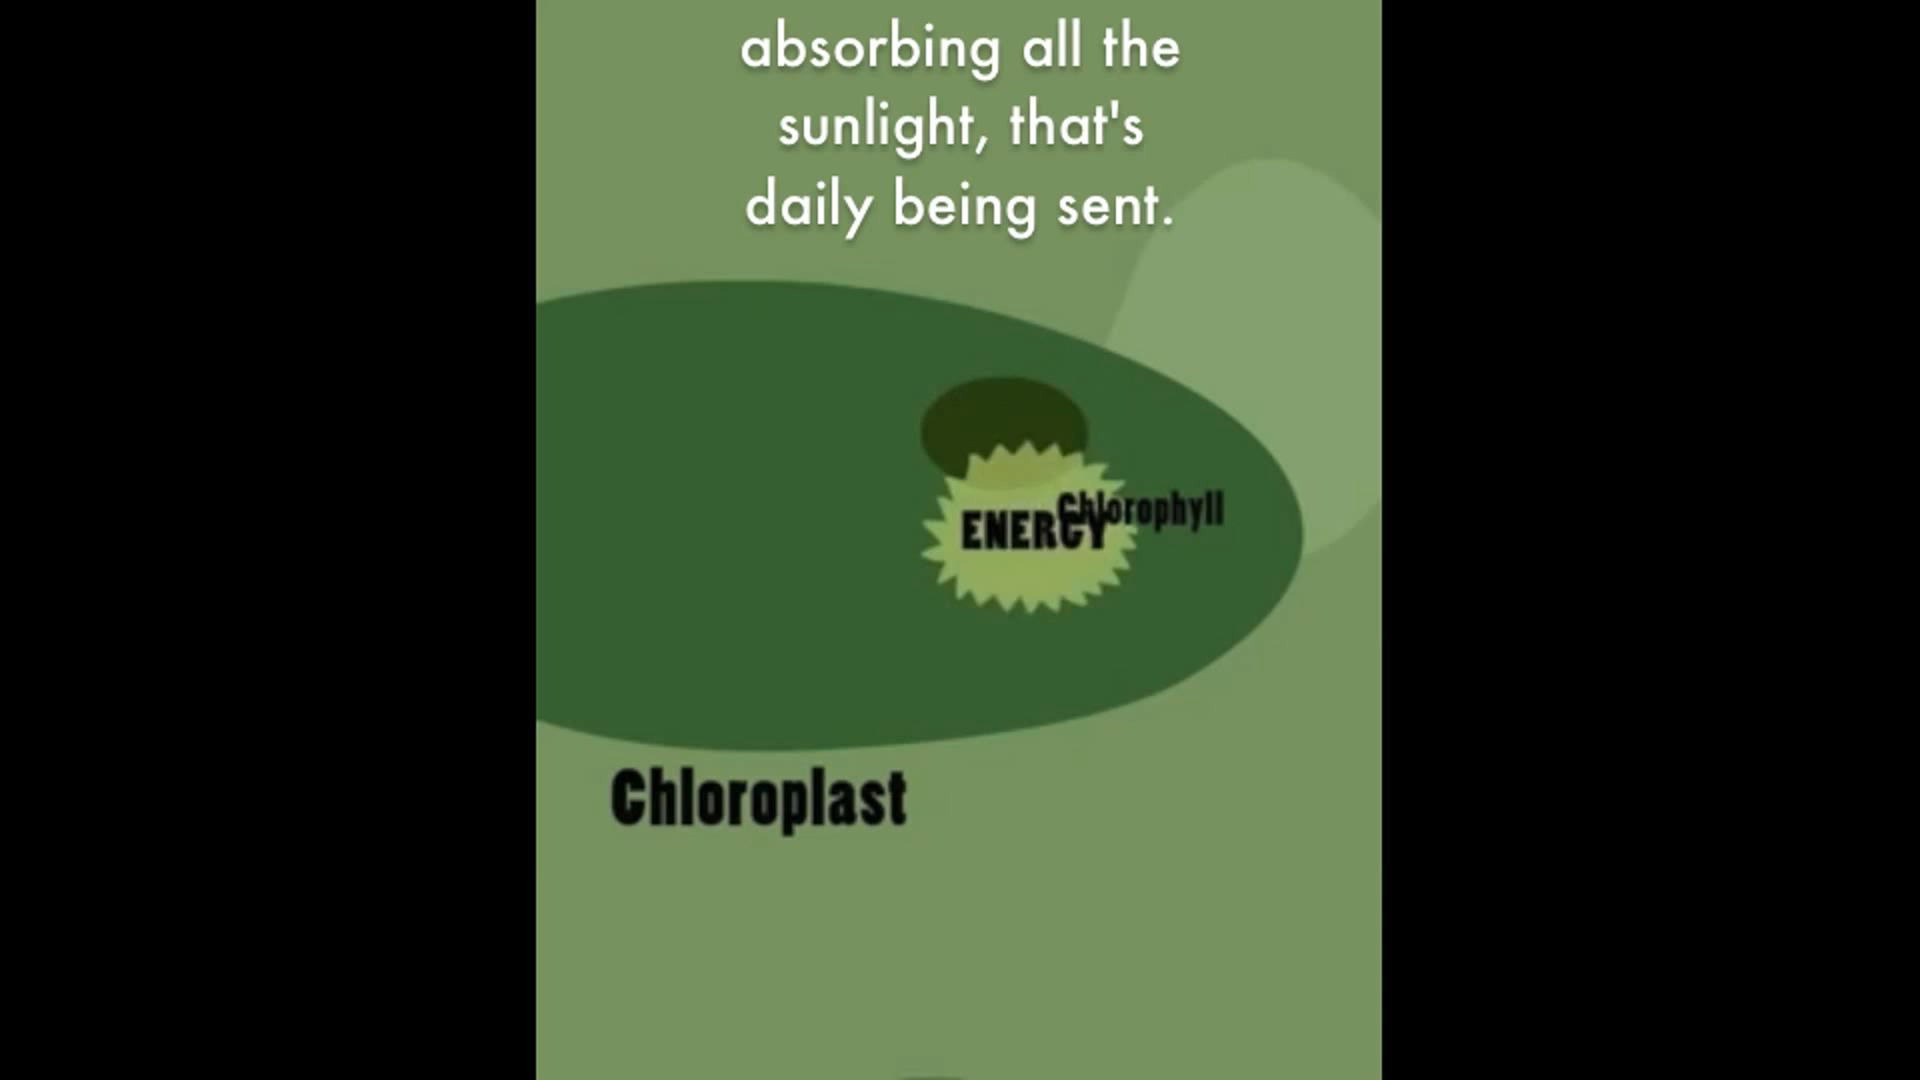 absorbing all the
sunlight, that's
daily being sent.
Chlorophyll
ENERGY
Chloroplast